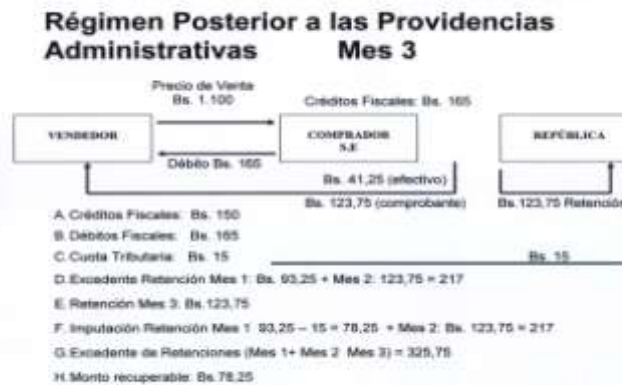 Régimen Posterior a las Providencias
Administrativas Mes 3
Precio de Venta
Bs. 1.100
Créditos Fiscales: Bs. 165
VENDEDOR
COMPRADOR
S.E
REPÚBLICA
Débito Bs. 165
Bs. 41,25 (efectivo)
Bs. 123,75 (comprobante)
Bs. 123,75 Retención
A. Créditos Fiscales: Bs. 150
B. Débitos Fiscales: Bs. 165
C. Cuota Tributaria: Bs. 15
Bs. 15
D. Excedente Retención Mes 1: Bs. 93,25 + Mes 2: 123,75 = 217
E. Retención Mes 3: Bs. 123,75
F. Imputación Retención Mes 1 93,25 – 15 = 78,25 + Mes 2: Bs. 123,75 = 217
G. Excedente de Retenciones (Mes 1+ Mes 2 Mes 3) = 325,75
H. Monto recuperable: Bs. 78,25